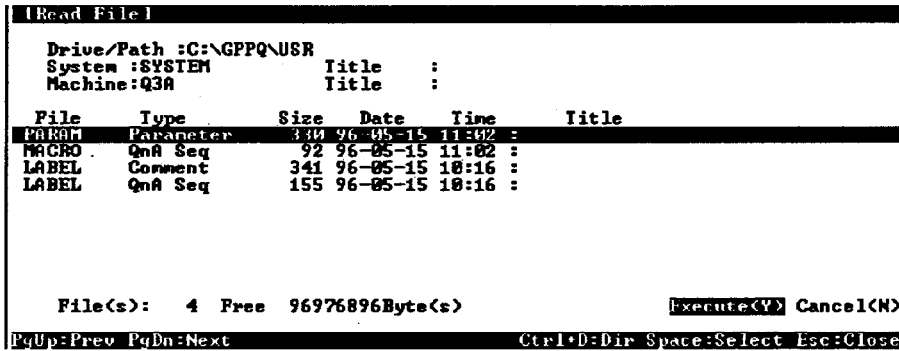 [Read File]
Drive/Path :C:\GPPQ\USR
System :SYSTEM Title :
Machine:Q3A Title :
File Type Size Date Time Title
PARAM Parameter 330 96-05-15 11:02 :
MACRO QnA Seq 92 96-05-15 11:02 :
LABEL Comment 341 96-05-15 10:16 :
LABEL QnA Seq 155 96-05-15 10:16 :
File(s): 4 Free 96976896Byte(s) Execute(Y) Cancel(N)
PgUp:Prev PgDn:Next Ctrl+D:Dir Space:Select Esc:Close